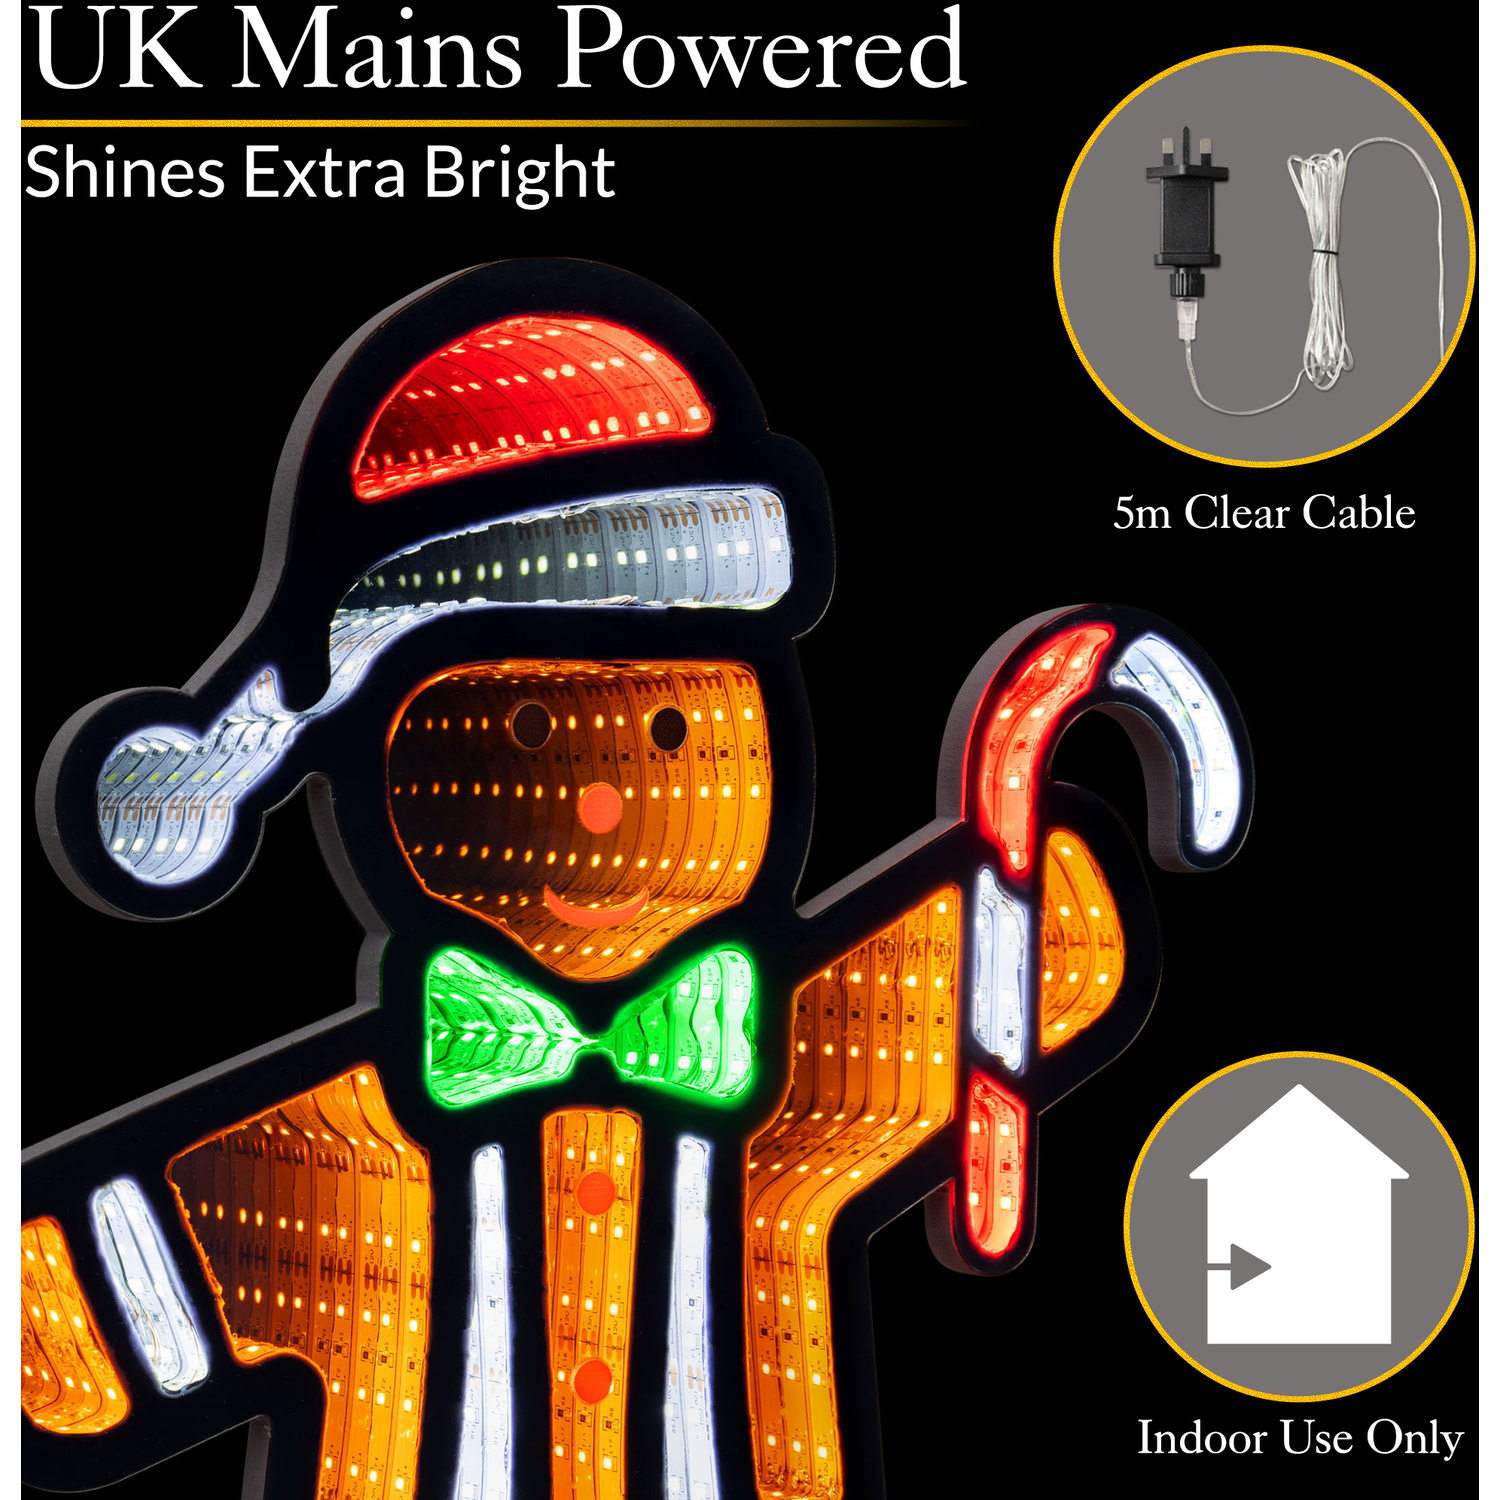 UK Mains Powered
Shines Extra Bright
5m Clear Cable
Indoor Use Only